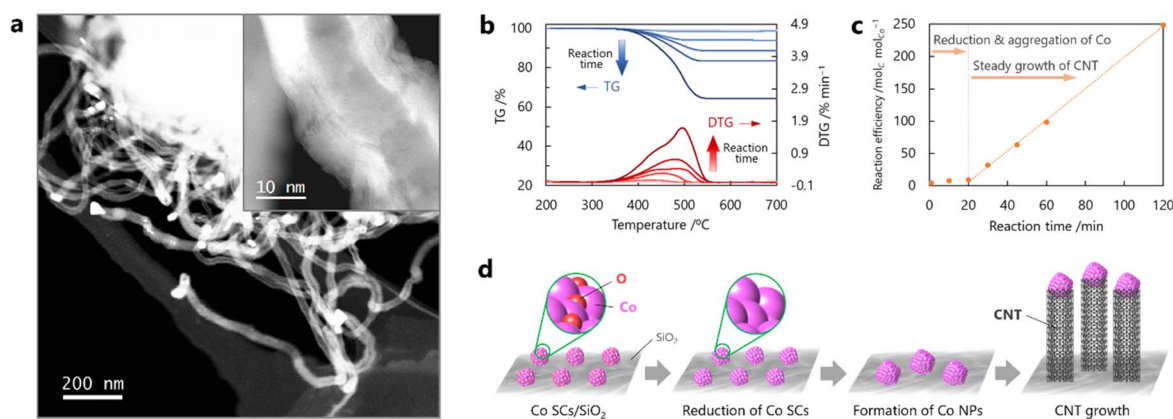 a
10 nm
200 nm
b
TG /%
100
80
60
40
20
Reaction
time
TG
DTG
Reaction
time
4.9
3.9
2.9
1.9
0.9
-0.1
DTG /% min⁻¹
200 300 400 500 600 700
Temperature /ºC
c
Reaction efficiency /mol_C mol_Co⁻¹
250
200
150
100
50
0
Reduction & aggregation of Co
Steady growth of CNT
0 20 40 60 80 100 120
Reaction time /min
d
O
Co
SiO₂
CNT
Co SCs/SiO₂
Reduction of Co SCs
Formation of Co NPs
CNT growth